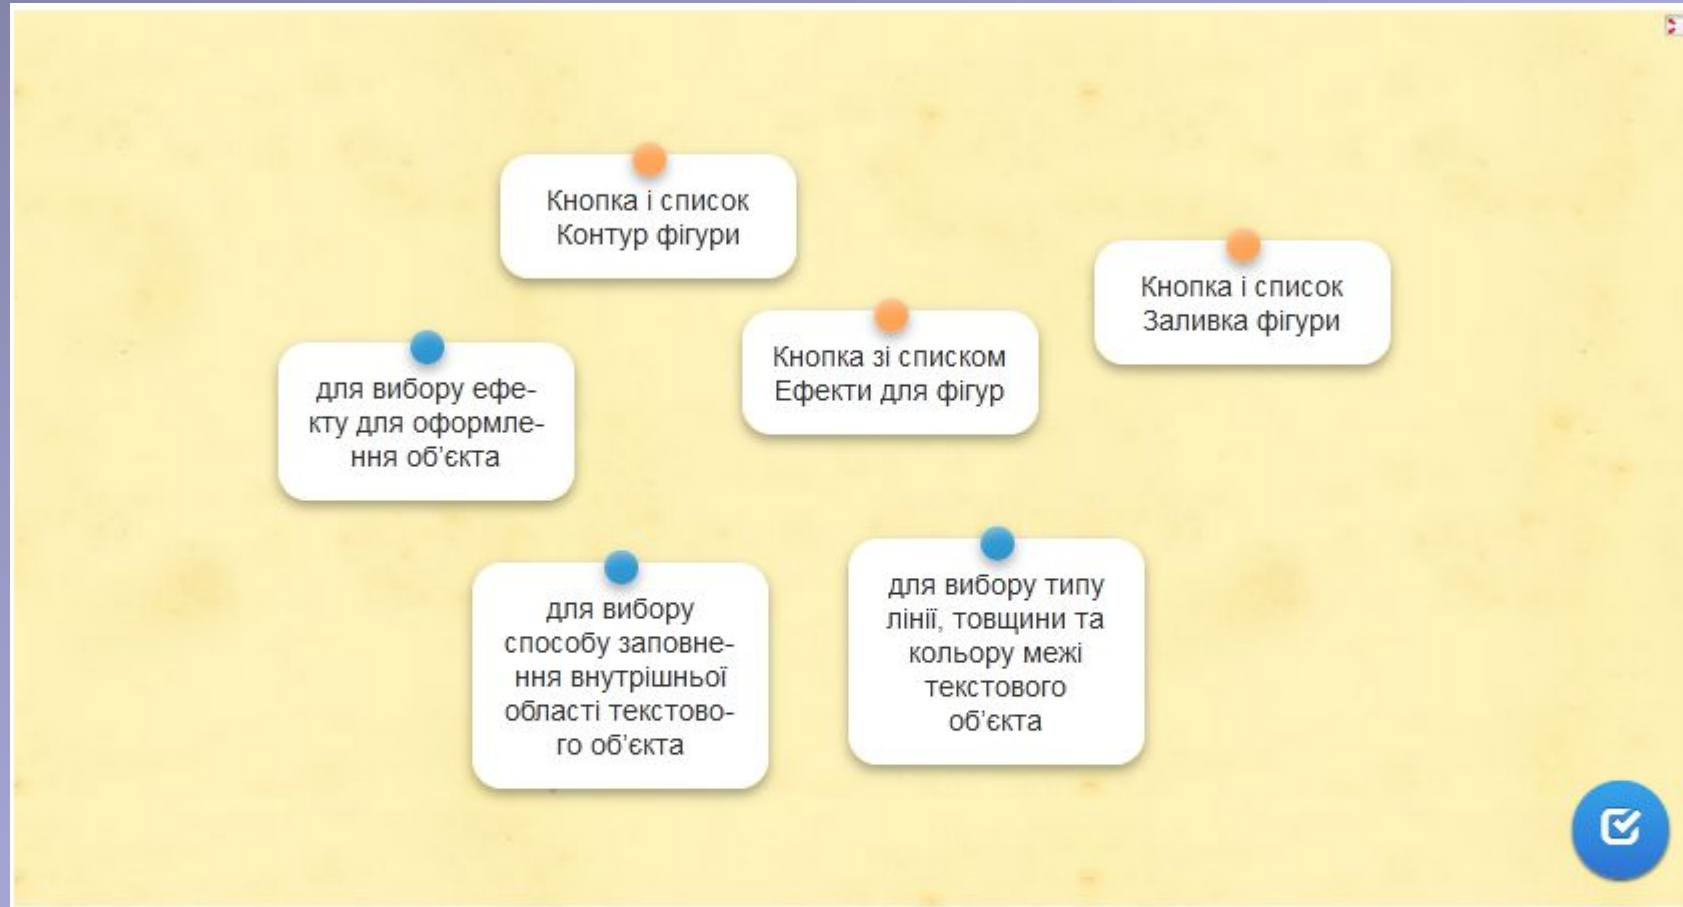 Кнопка і список
Контур фігури
Кнопка і список
Заливка фігури
Кнопка зі списком
Ефекти для фігур
для вибору ефе-
кту для оформле-
ння об'єкта
для вибору
способу заповне-
ння внутрішньої
області текстово-
го об'єкта
для вибору типу
лінії, товщини та
кольору межі
текстового
об'єкта